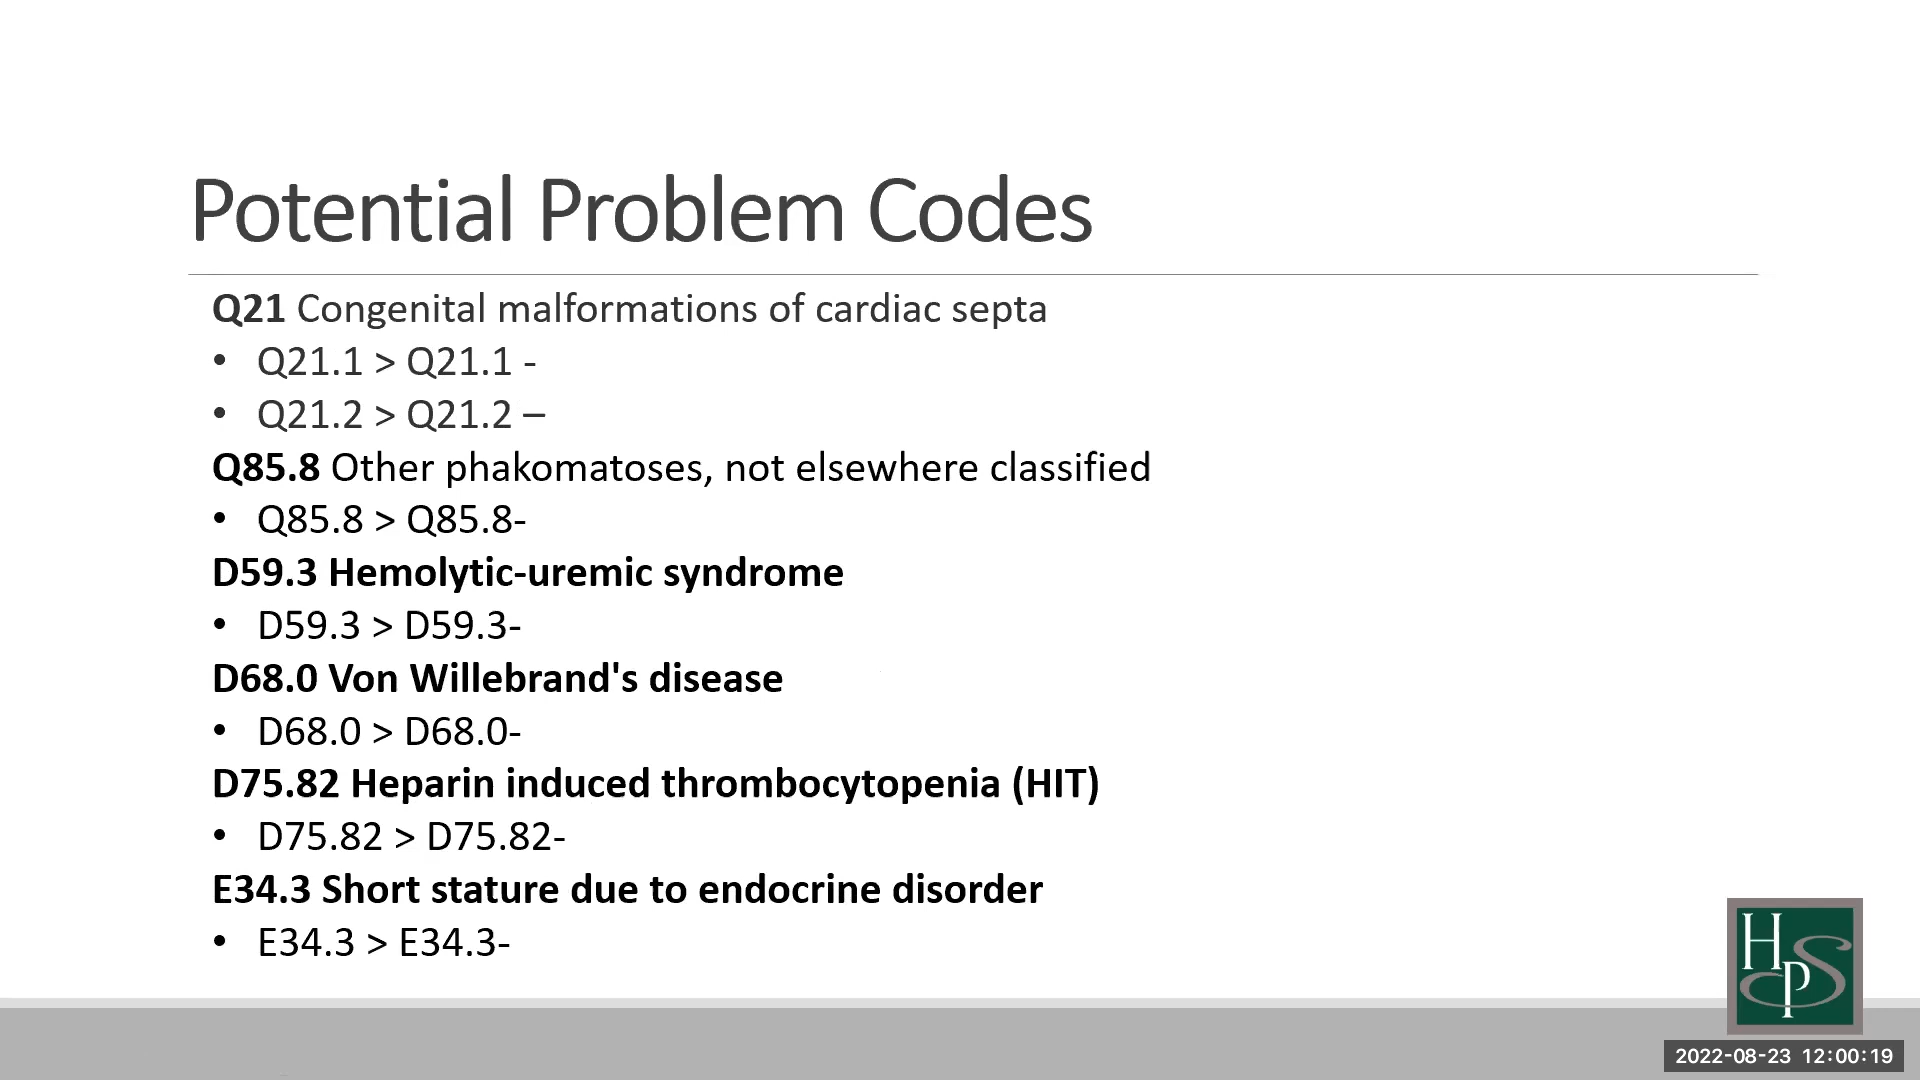 Potential Problem Codes
Q21 Congenital malformations of cardiac septa
• Q21.1 > Q21.1 -
• Q21.2 > Q21.2 –
Q85.8 Other phakomatoses, not elsewhere classified
• Q85.8 > Q85.8-
D59.3 Hemolytic-uremic syndrome
• D59.3 > D59.3-
D68.0 Von Willebrand's disease
• D68.0 > D68.0-
D75.82 Heparin induced thrombocytopenia (HIT)
• D75.82 > D75.82-
E34.3 Short stature due to endocrine disorder
• E34.3 > E34.3-
HPS
2022-08-23 12:00:19